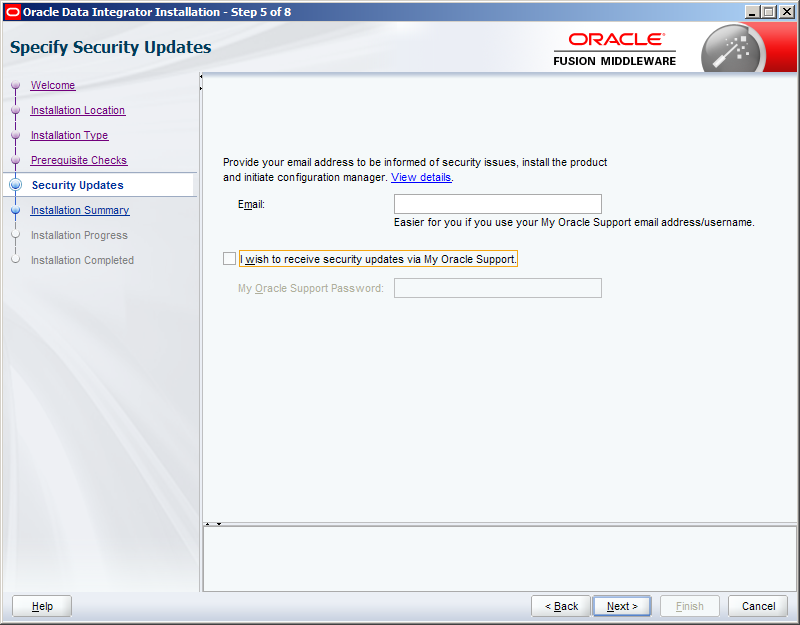 Oracle Data Integrator Installation - Step 5 of 8
Specify Security Updates
ORACLE®
FUSION MIDDLEWARE
Welcome
Installation Location
Installation Type
Prerequisite Checks
Security Updates
Installation Summary
Installation Progress
Installation Completed
Provide your email address to be informed of security issues, install the product
and initiate configuration manager. View details.
Email:
Easier for you if you use your My Oracle Support email address/username.
I wish to receive security updates via My Oracle Support.
My Oracle Support Password:
Help
< Back
Next >
Finish
Cancel